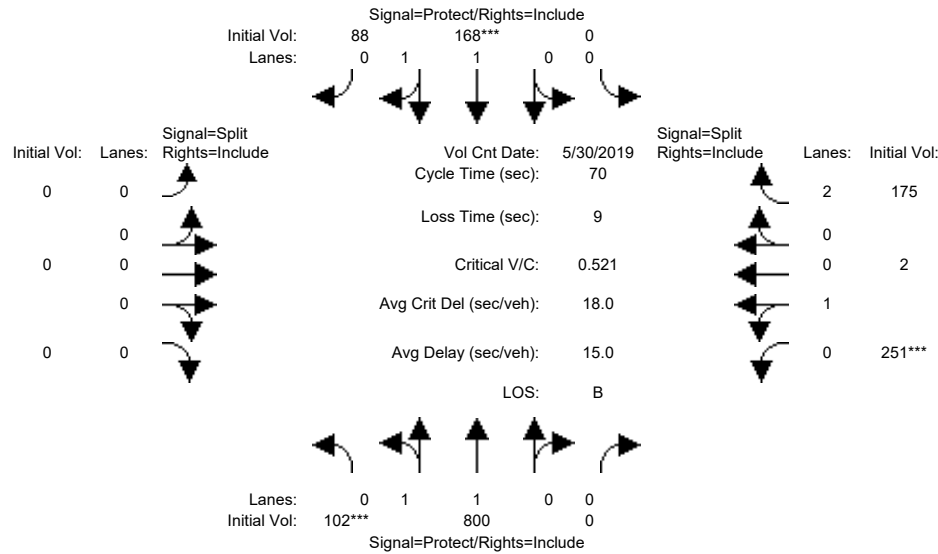 Signal=Protect/Rights=Include
Initial Vol: 88 168*** 0
Lanes: 0 1 1 0 0
Signal=Split
Initial Vol: Lanes: Rights=Include
Vol Cnt Date: 5/30/2019
Signal=Split
Rights=Include Lanes: Initial Vol:
Cycle Time (sec): 70
0 0
2 175
Loss Time (sec): 9
0
0
0 0
Critical V/C: 0.521
0 2
0
Avg Crit Del (sec/veh): 18.0
1
0 0
Avg Delay (sec/veh): 15.0
0 251***
LOS: B
Lanes: 0 1 1 0 0
Initial Vol: 102*** 800 0
Signal=Protect/Rights=Include